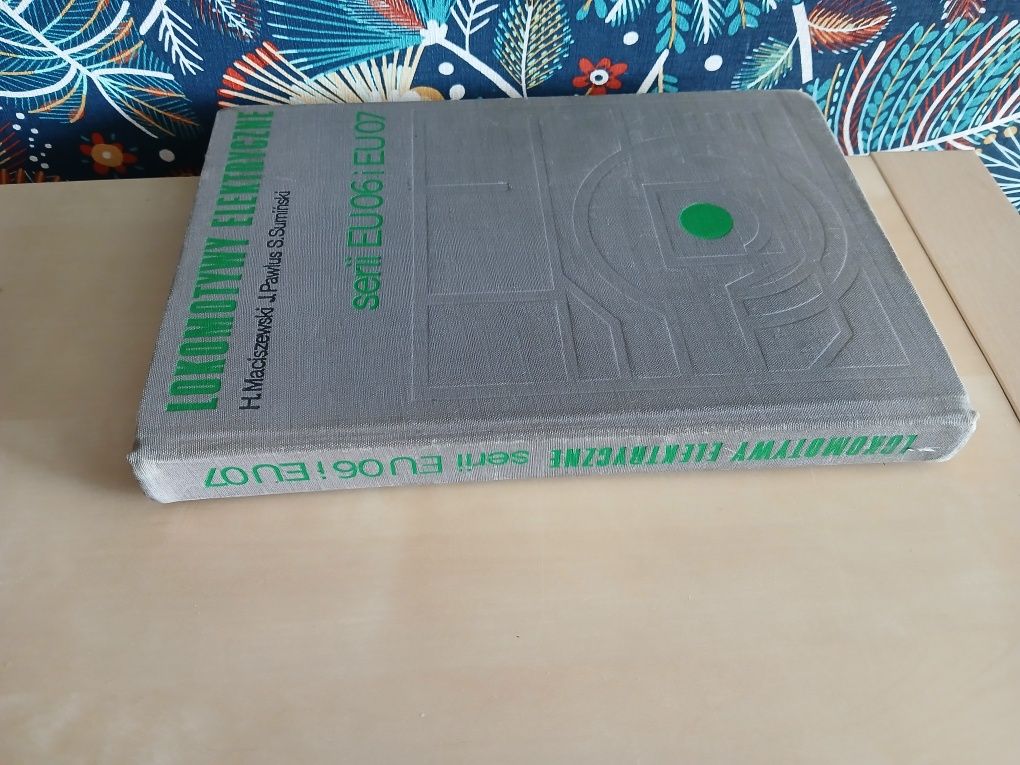 LOKOMOTYWY ELEKTRYCZNE
H.Maciszewski J.Pawlus S.Sumiński
serii EU06 i EU07
LOKOMOTYWY ELEKTRYCZNE serii EU06 i EU07